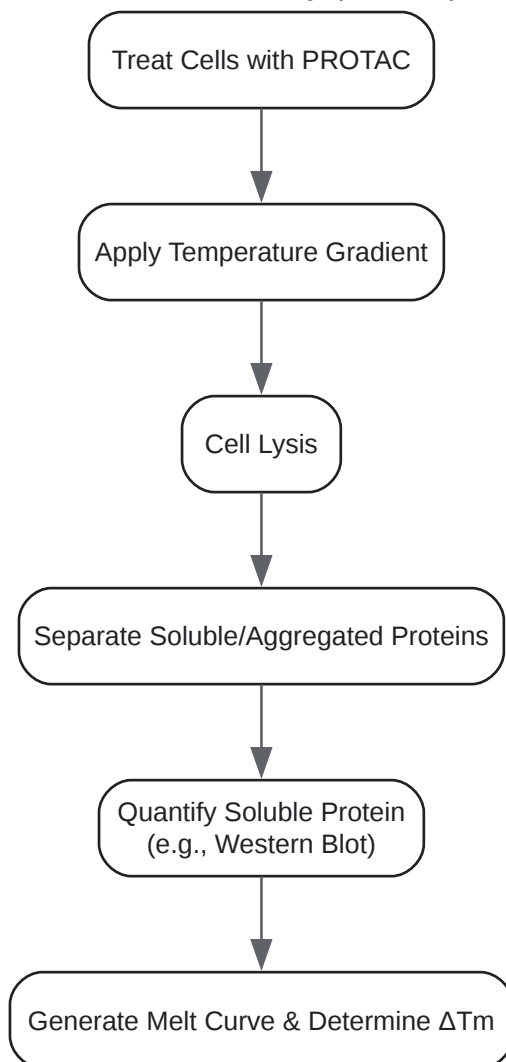 Treat Cells with PROTAC
Apply Temperature Gradient
Cell Lysis
Separate Soluble/Aggregated Proteins
Quantify Soluble Protein
(e.g., Western Blot)
Generate Melt Curve & Determine ΔTm